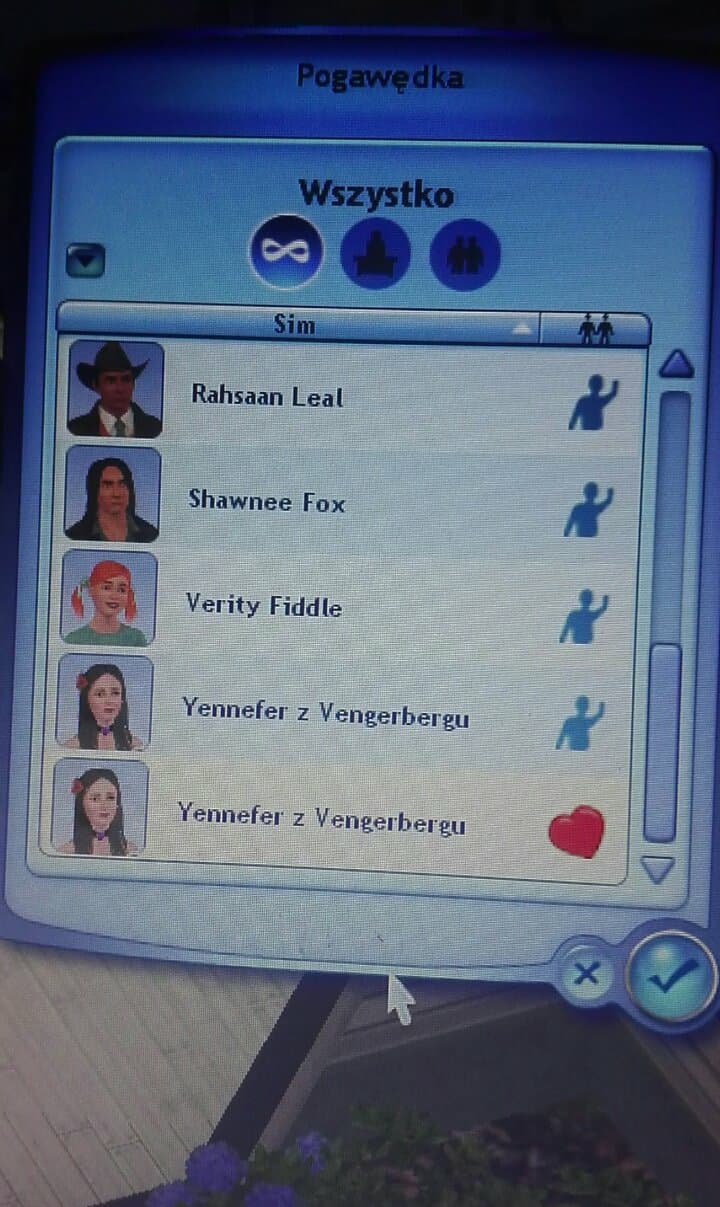 Pogawędka
Wszystko
Sim
Rahsaan Leal
Shawnee Fox
Verity Fiddle
Yennefer z Vengerbergu
Yennefer z Vengerbergu